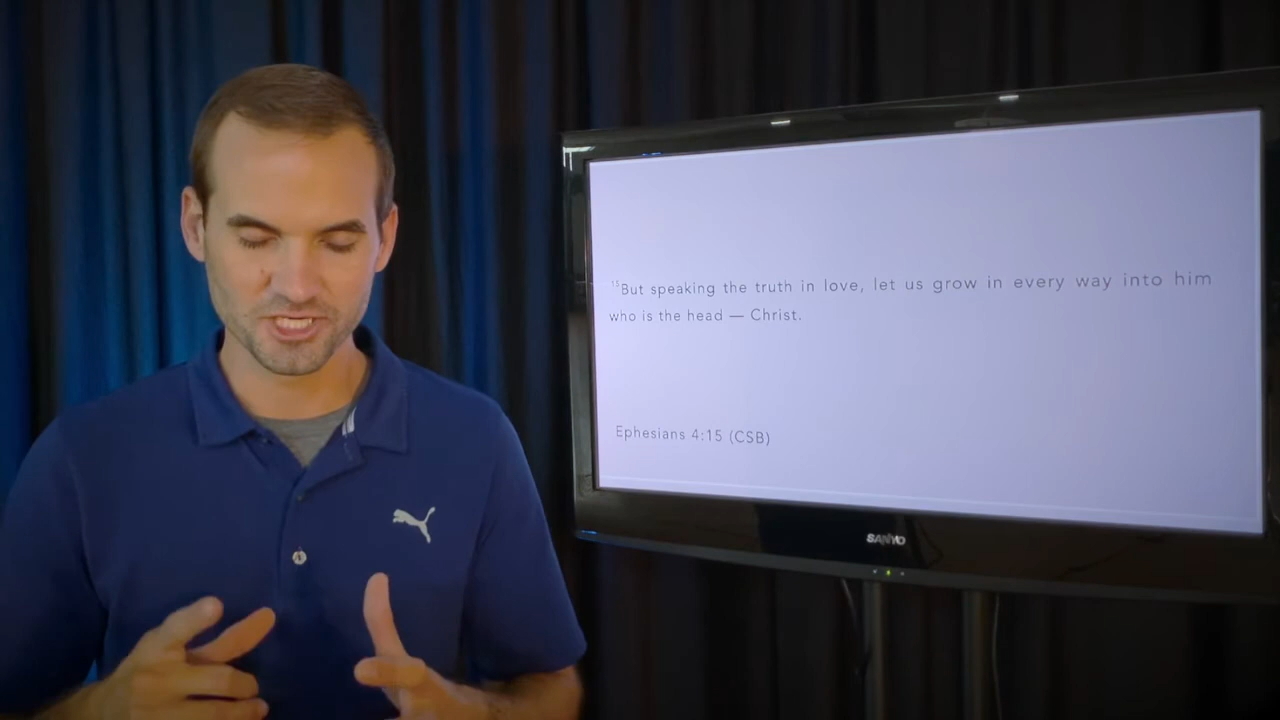 ¹⁵But speaking the truth in love, let us grow in every way into him
who is the head — Christ.
Ephesians 4:15 (CSB)
SANYO